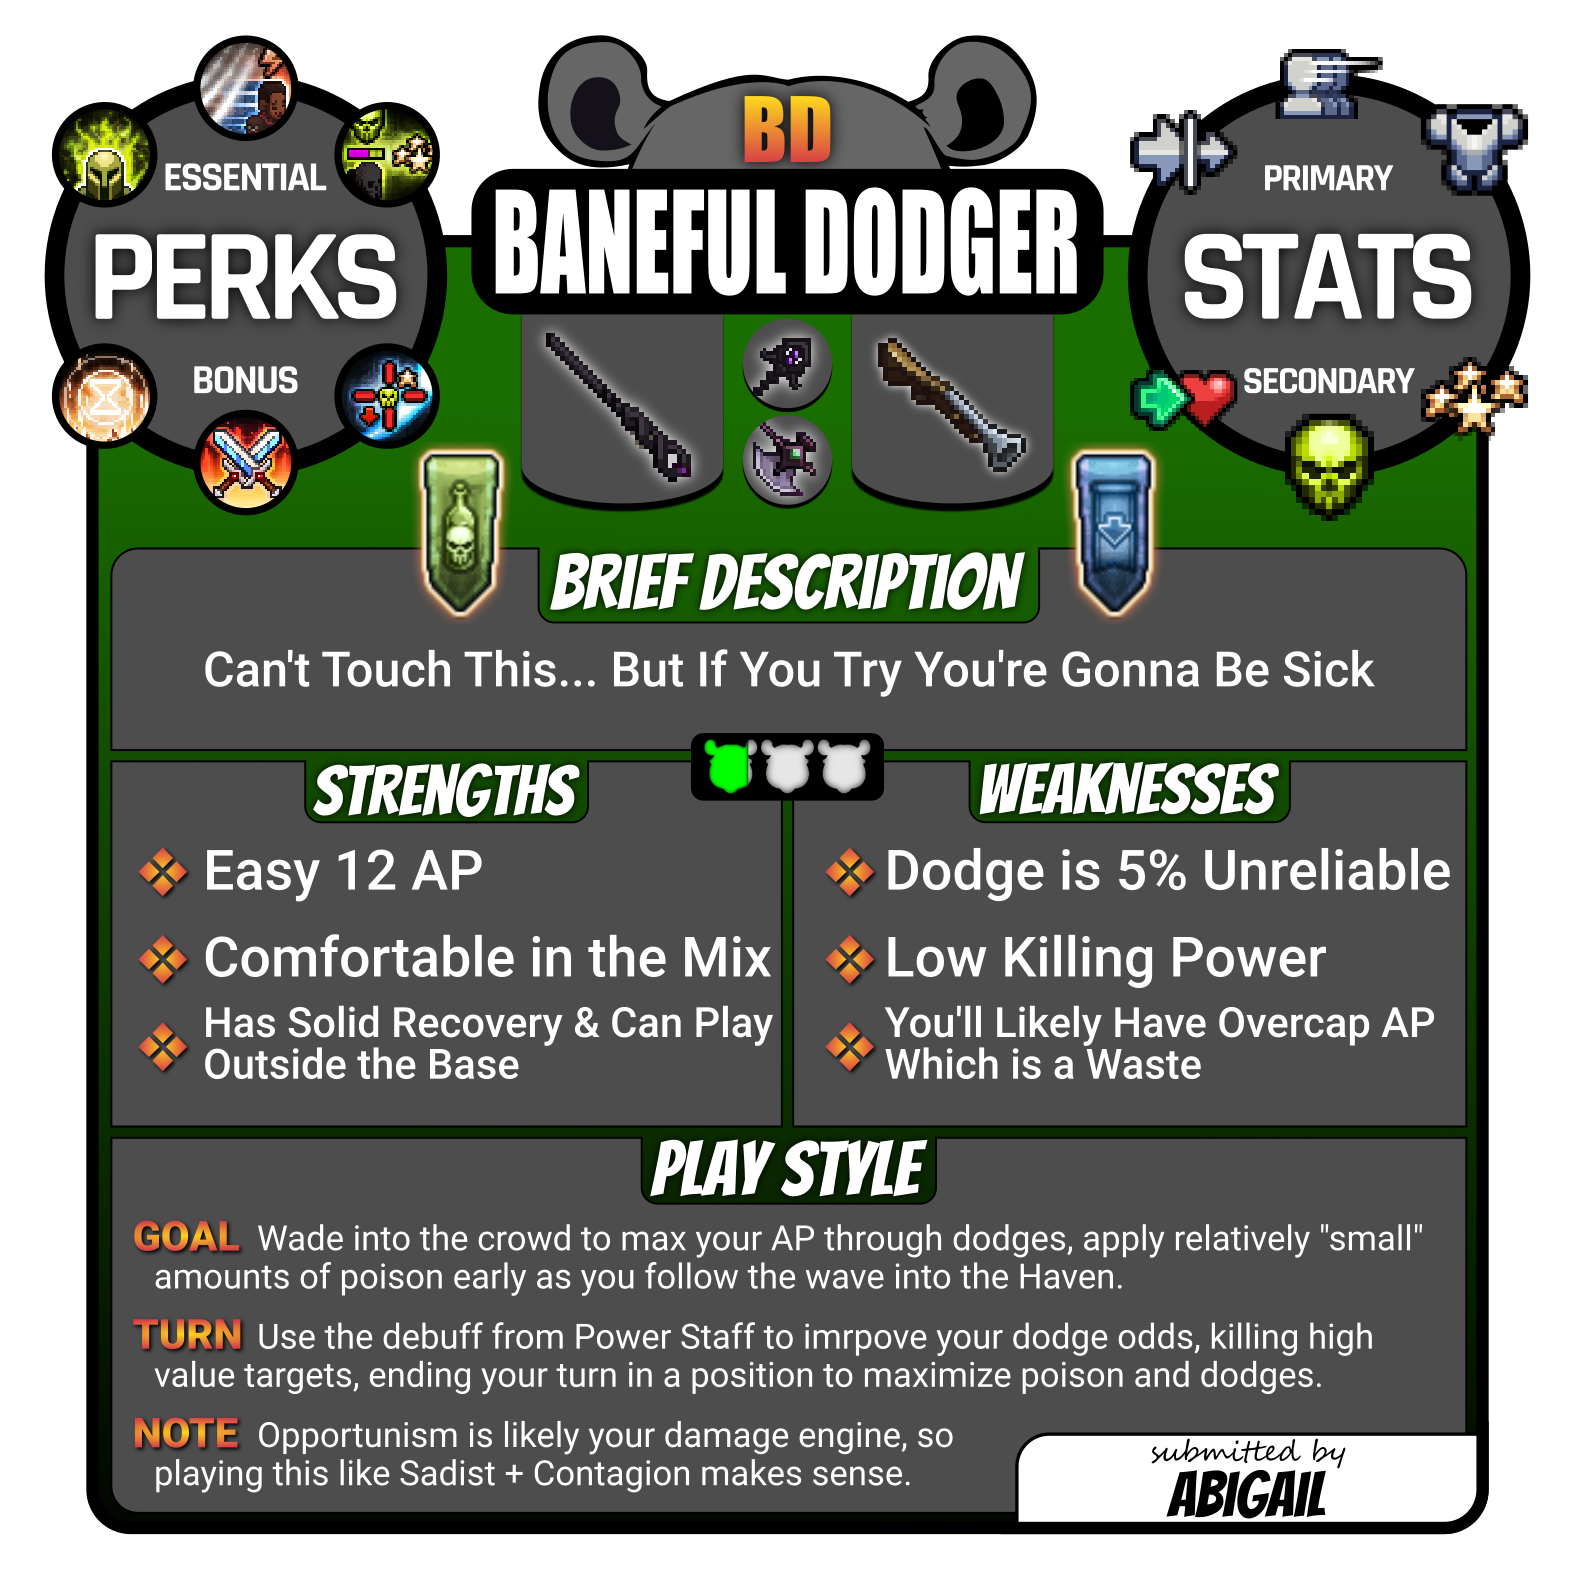 BD
BANEFUL DODGER
ESSENTIAL
PERKS
BONUS
PRIMARY
STATS
SECONDARY
BRIEF DESCRIPTION
Can't Touch This... But If You Try You're Gonna Be Sick
STRENGTHS
Easy 12 AP
Comfortable in the Mix
Has Solid Recovery & Can Play
Outside the Base
WEAKNESSES
Dodge is 5% Unreliable
Low Killing Power
You'll Likely Have Overcap AP
Which is a Waste
PLAY STYLE
GOAL Wade into the crowd to max your AP through dodges, apply relatively "small"
amounts of poison early as you follow the wave into the Haven.
TURN Use the debuff from Power Staff to imrpove your dodge odds, killing high
value targets, ending your turn in a position to maximize poison and dodges.
NOTE Opportunism is likely your damage engine, so
playing this like Sadist + Contagion makes sense.
submitted by
ABIGAIL